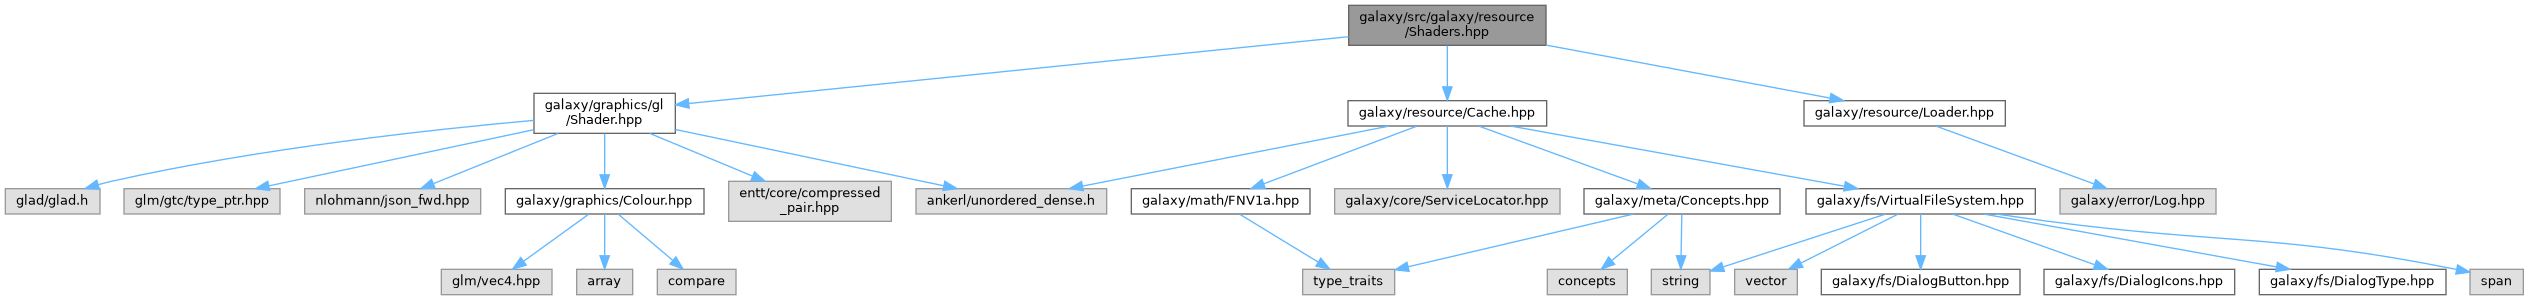 galaxy/src/galaxy/resource
/Shaders.hpp
galaxy/graphics/gl
/Shader.hpp
galaxy/resource/Cache.hpp
galaxy/resource/Loader.hpp
glad/glad.h
glm/gtc/type_ptr.hpp
nlohmann/json_fwd.hpp
galaxy/graphics/Colour.hpp
entt/core/compressed
_pair.hpp
ankerl/unordered_dense.h
galaxy/math/FNV1a.hpp
galaxy/core/ServiceLocator.hpp
galaxy/meta/Concepts.hpp
galaxy/fs/VirtualFileSystem.hpp
galaxy/error/Log.hpp
glm/vec4.hpp
array
compare
type_traits
concepts
string
vector
galaxy/fs/DialogButton.hpp
galaxy/fs/DialogIcons.hpp
galaxy/fs/DialogType.hpp
span